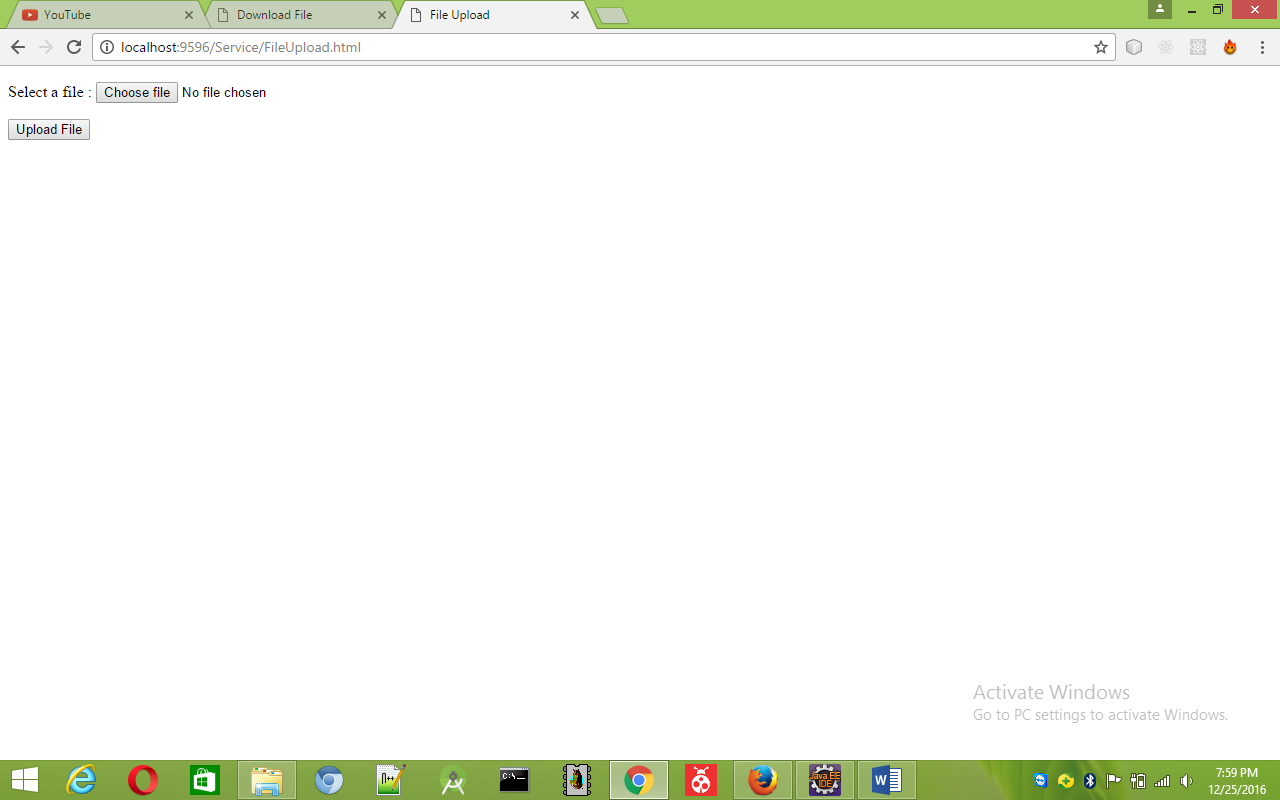 YouTube
Download File
File Upload
localhost:9596/Service/FileUpload.html
Select a file : Choose file No file chosen
Upload File
Activate Windows
Go to PC settings to activate Windows.
C:\_
Java EE
IDE
7:59 PM
12/25/2016